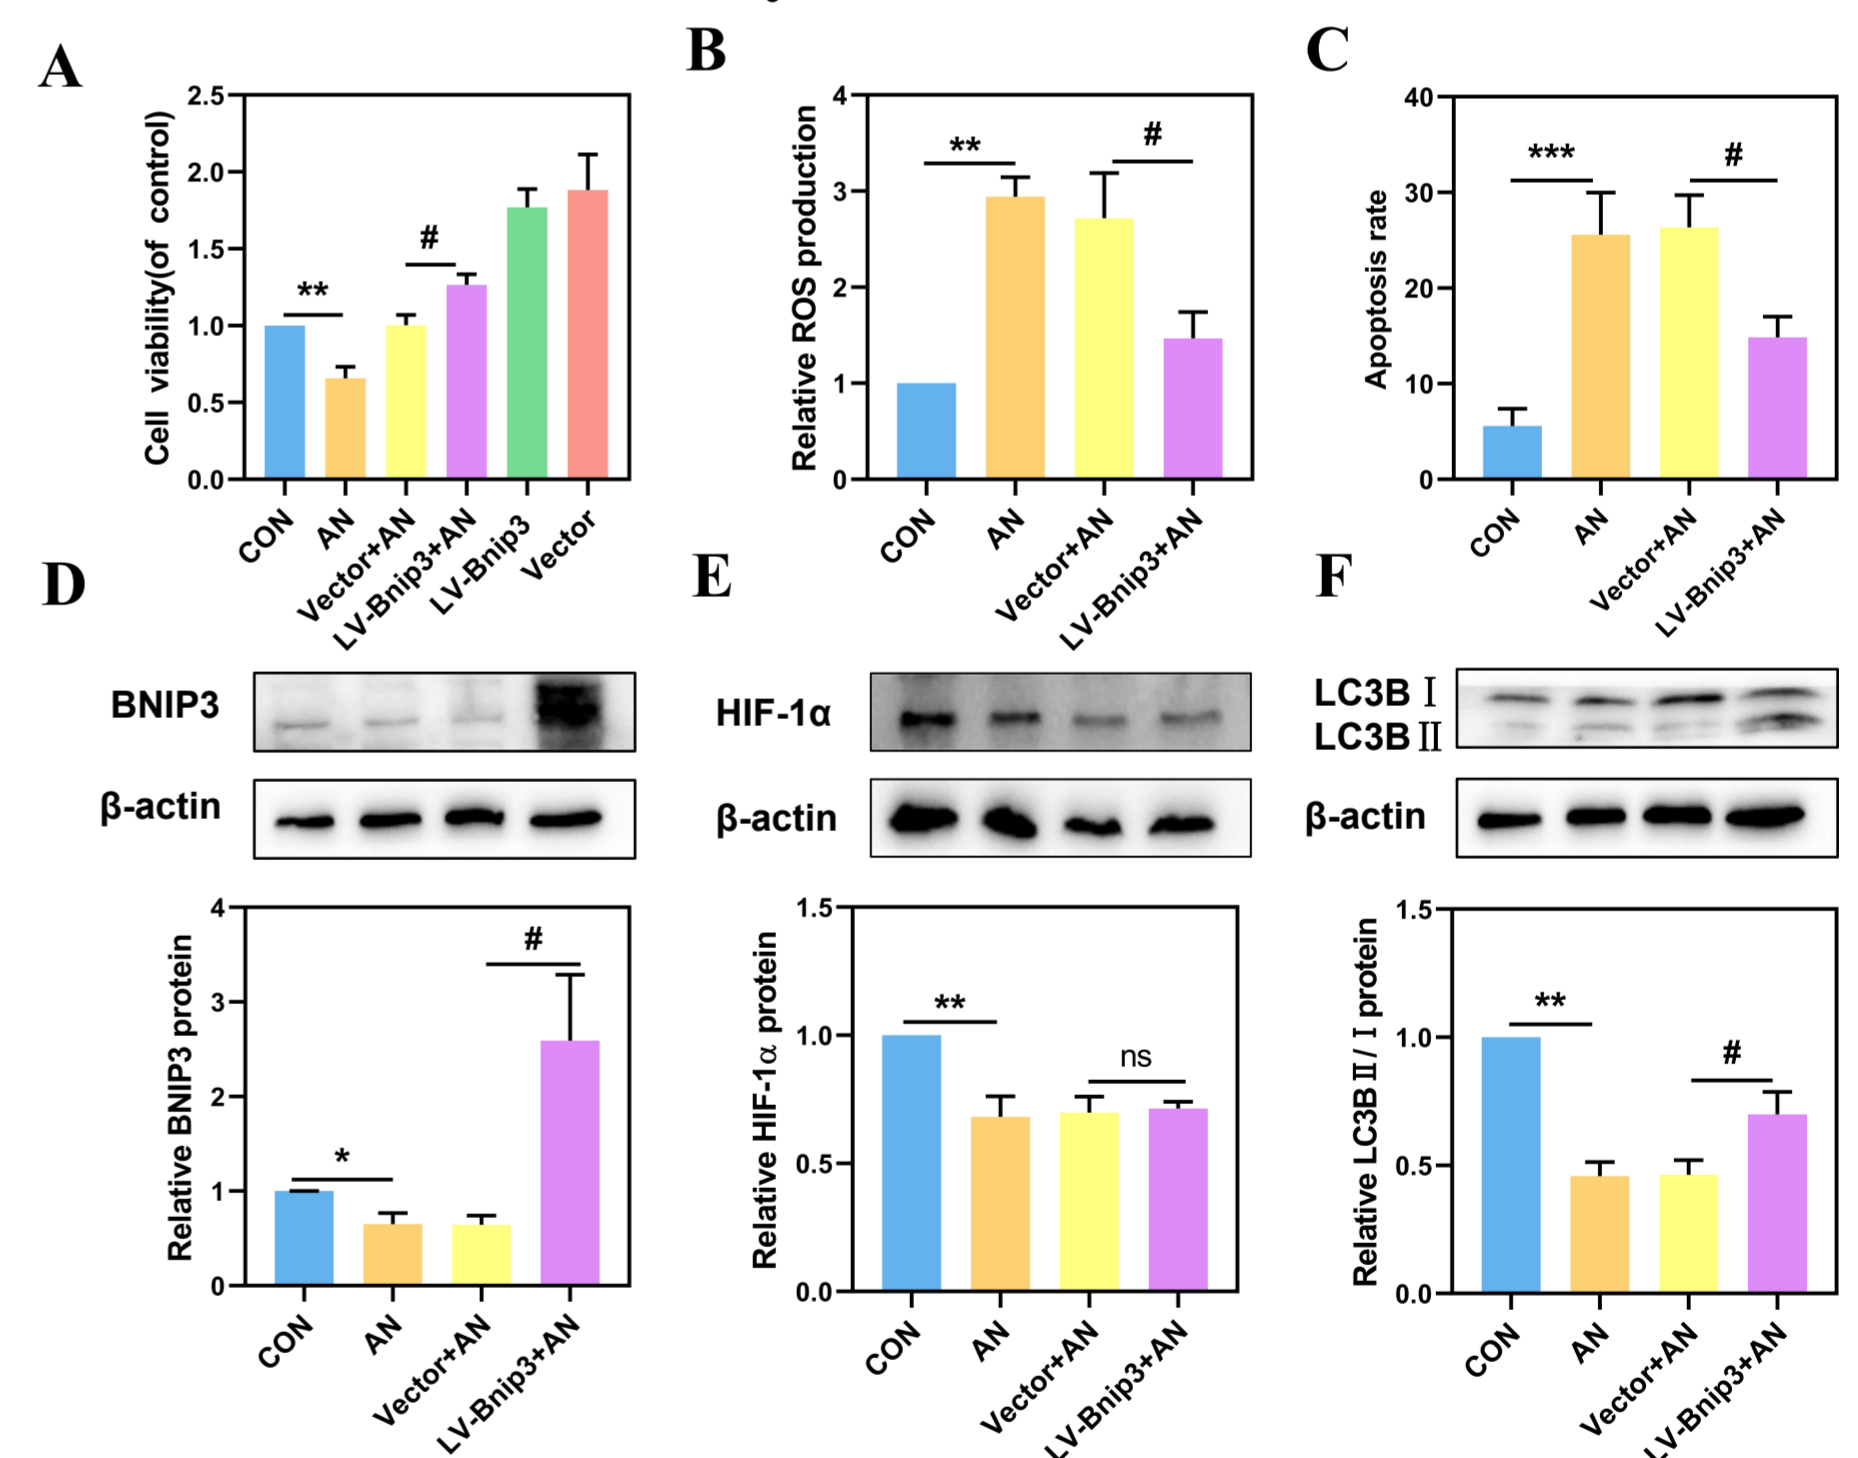 A
Cell viability(of control)
2.5
2.0
1.5
1.0
0.5
0.0
**
#
CON
AN
Vector+AN
LV-Bnip3+AN
LV-Bnip3
Vector
B
Relative ROS production
4
3
2
1
0
**
#
CON
AN
Vector+AN
LV-Bnip3+AN
C
Apoptosis rate
40
30
20
10
0
***
#
CON
AN
Vector+AN
LV-Bnip3+AN
D
BNIP3
β-actin
Relative BNIP3 protein
4
3
2
1
0
*
#
CON
AN
Vector+AN
LV-Bnip3+AN
E
HIF-1α
β-actin
Relative HIF-1α protein
1.5
1.0
0.5
0.0
**
ns
CON
AN
Vector+AN
LV-Bnip3+AN
F
LC3B Ⅰ
LC3B Ⅱ
β-actin
Relative LC3B Ⅱ/Ⅰ protein
1.5
1.0
0.5
0.0
**
#
CON
AN
Vector+AN
LV-Bnip3+AN